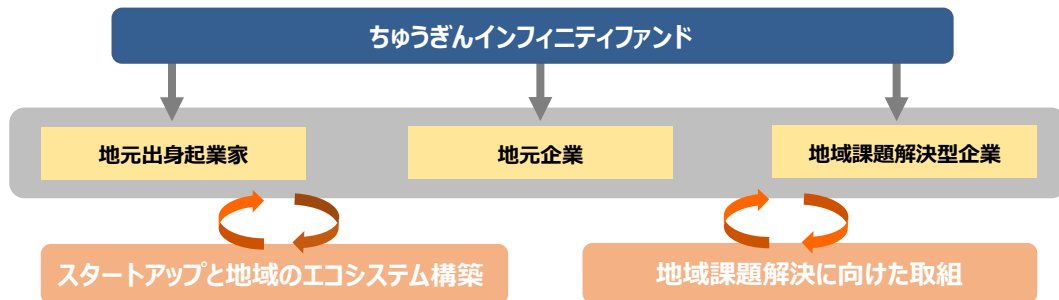 ちゅうぎんインフィニティファンド
地元出身起業家
地元企業
地域課題解決型企業
スタートアップと地域のエコシステム構築
地域課題解決に向けた取組